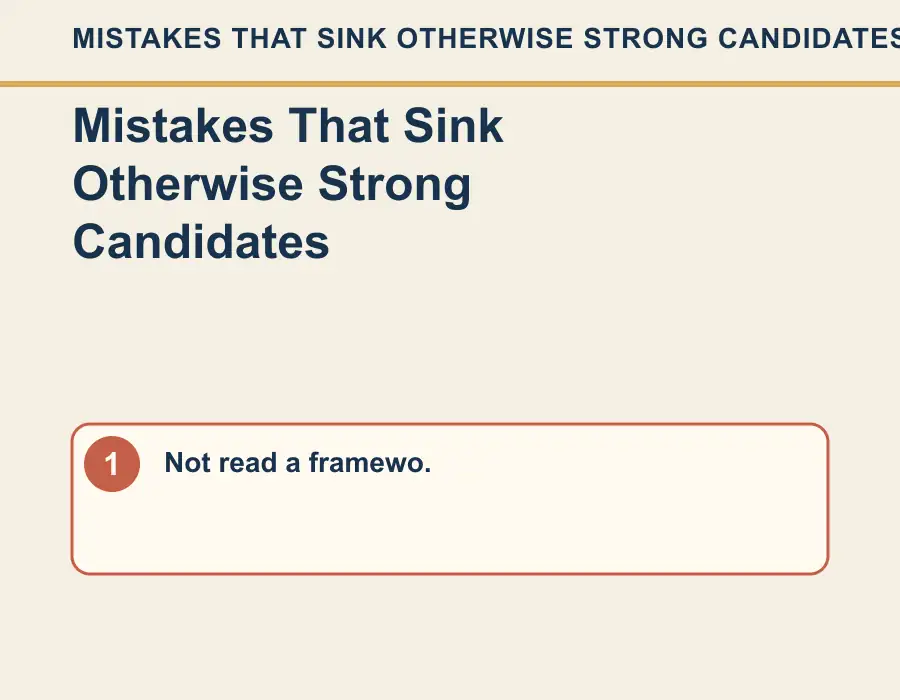 MISTAKES THAT SINK OTHERWISE STRONG CANDIDATES
Mistakes That Sink
Otherwise Strong
Candidates
1 Not read a framewo.